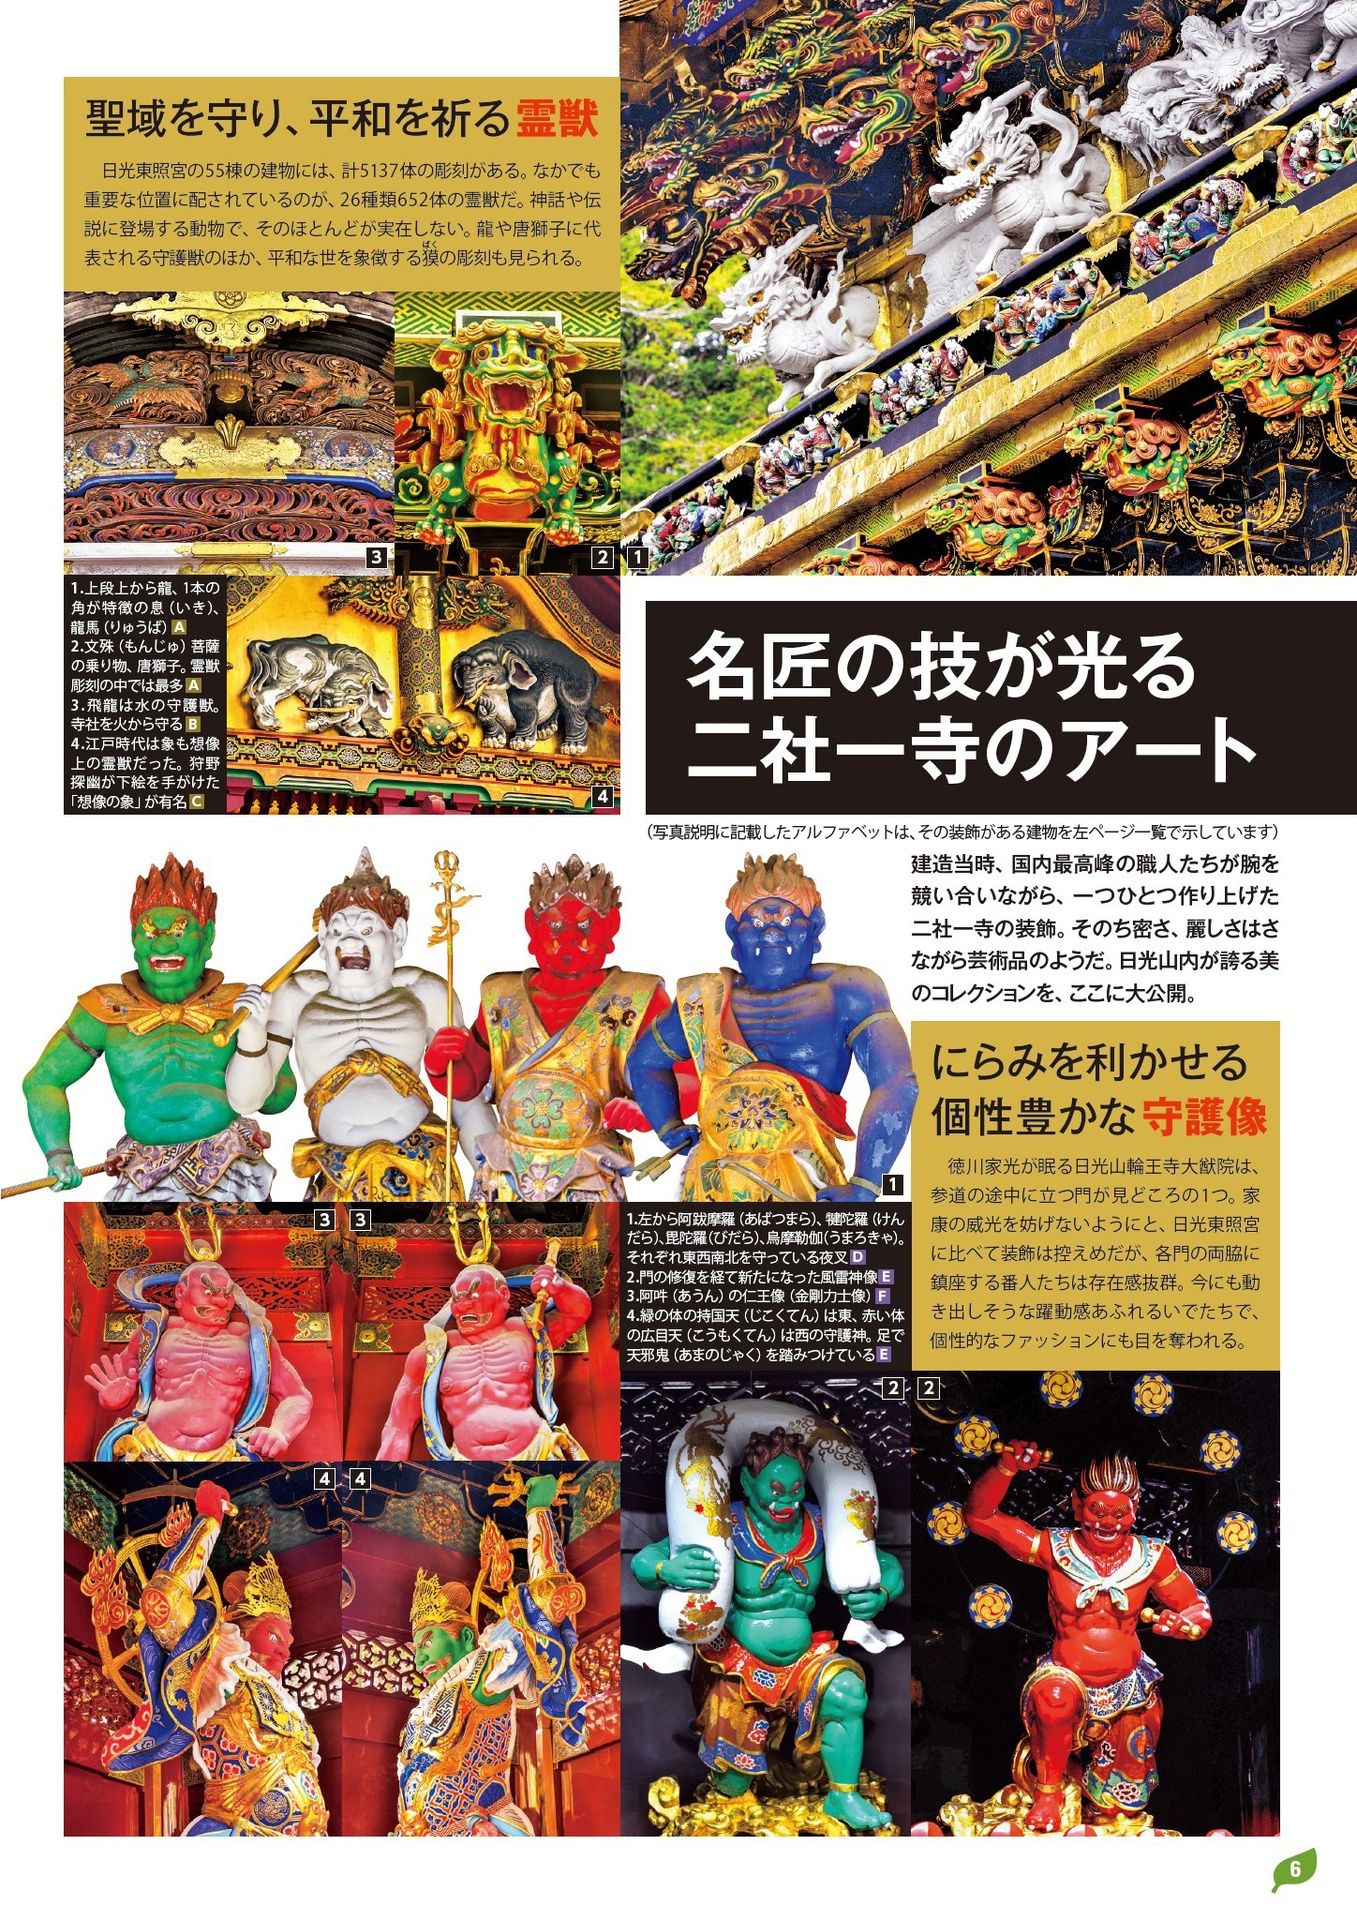 聖域を守り、平和を祈る霊獣
日光東照宮の55棟の建物には、計5137体の彫刻がある。なかでも
重要な位置に配されているのが、26種類652体の霊獣だ。神話や伝
説に登場する動物で、そのほとんどが実在しない。龍や唐獅子に代
ばく
表される守護獣のほか、平和な世を象徴する獏の彫刻も見られる。
3
2
1
1.上段上から龍、1本の
角が特徴の息（いき）、
龍馬（りゅうば）A
2.文殊（もんじゅ）菩薩
の乗り物、唐獅子。霊獣
彫刻の中では最多A
3.飛龍は水の守護獣。
寺社を火から守るB
4.江戸時代は象も想像
上の霊獣だった。狩野
探幽が下絵を手がけた
「想像の象」が有名C
4
名匠の技が光る
二社一寺のアート
（写真説明に記載したアルファベットは、その装飾がある建物を左ページ一覧で示しています）
建造当時、国内最高峰の職人たちが腕を
競い合いながら、一つひとつ作り上げた
二社一寺の装飾。そのち密さ、麗しさはさ
ながら芸術品のようだ。日光山内が誇る美
のコレクションを、ここに大公開。
にらみを利かせる
個性豊かな守護像
徳川家光が眠る日光山輪王寺大猷院は、
参道の途中に立つ門が見どころの1つ。家
康の威光を妨げないようにと、日光東照宮
に比べて装飾は控えめだが、各門の両脇に
鎮座する番人たちは存在感抜群。今にも動
き出しそうな躍動感あふれるいでたちで、
個性的なファッションにも目を奪われる。
1
1.左から阿跋摩羅（あばつまら）、犍陀羅（けん
だら）、毘陀羅（びだら）、烏摩勒伽（うまろきゃ）。
それぞれ東西南北を守っている夜叉D
2.門の修復を経て新たになった風雷神像E
3.阿吽（あうん）の仁王像（金剛力士像）F
4.緑の体の持国天（じこくてん）は東、赤い体
の広目天（こうもくてん）は西の守護神。足で
天邪鬼（あまのじゃく）を踏みつけているE
3
3
4
4
2
2
6